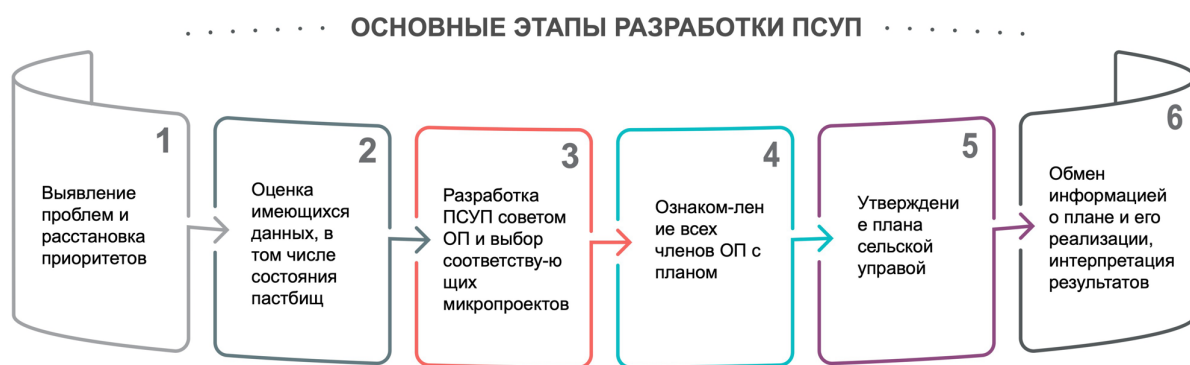 ОСНОВНЫЕ ЭТАПЫ РАЗРАБОТКИ ПСУП
1
Выявление
проблем и
расстановка
приоритетов
2
Оценка
имеющихся
данных, в
том числе
состояния
пастбищ
3
Разработка
ПСУП советом
ОП и выбор
соответству-ю
щих
микропроектов
4
Ознаком-лен
ие всех
членов ОП с
планом
5
Утверждени
е плана
сельской
управой
6
Обмен
информацией
о плане и его
реализации,
интерпретация
результатов